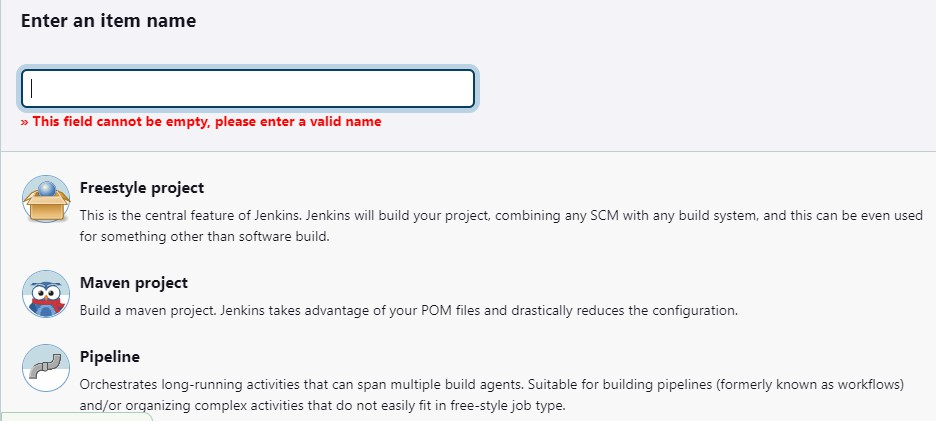 Enter an item name
» This field cannot be empty, please enter a valid name
Freestyle project
This is the central feature of Jenkins. Jenkins will build your project, combining any SCM with any build system, and this can be even used
for something other than software build.
Maven project
Build a maven project. Jenkins takes advantage of your POM files and drastically reduces the configuration.
Pipeline
Orchestrates long-running activities that can span multiple build agents. Suitable for building pipelines (formerly known as workflows)
and/or organizing complex activities that do not easily fit in free-style job type.